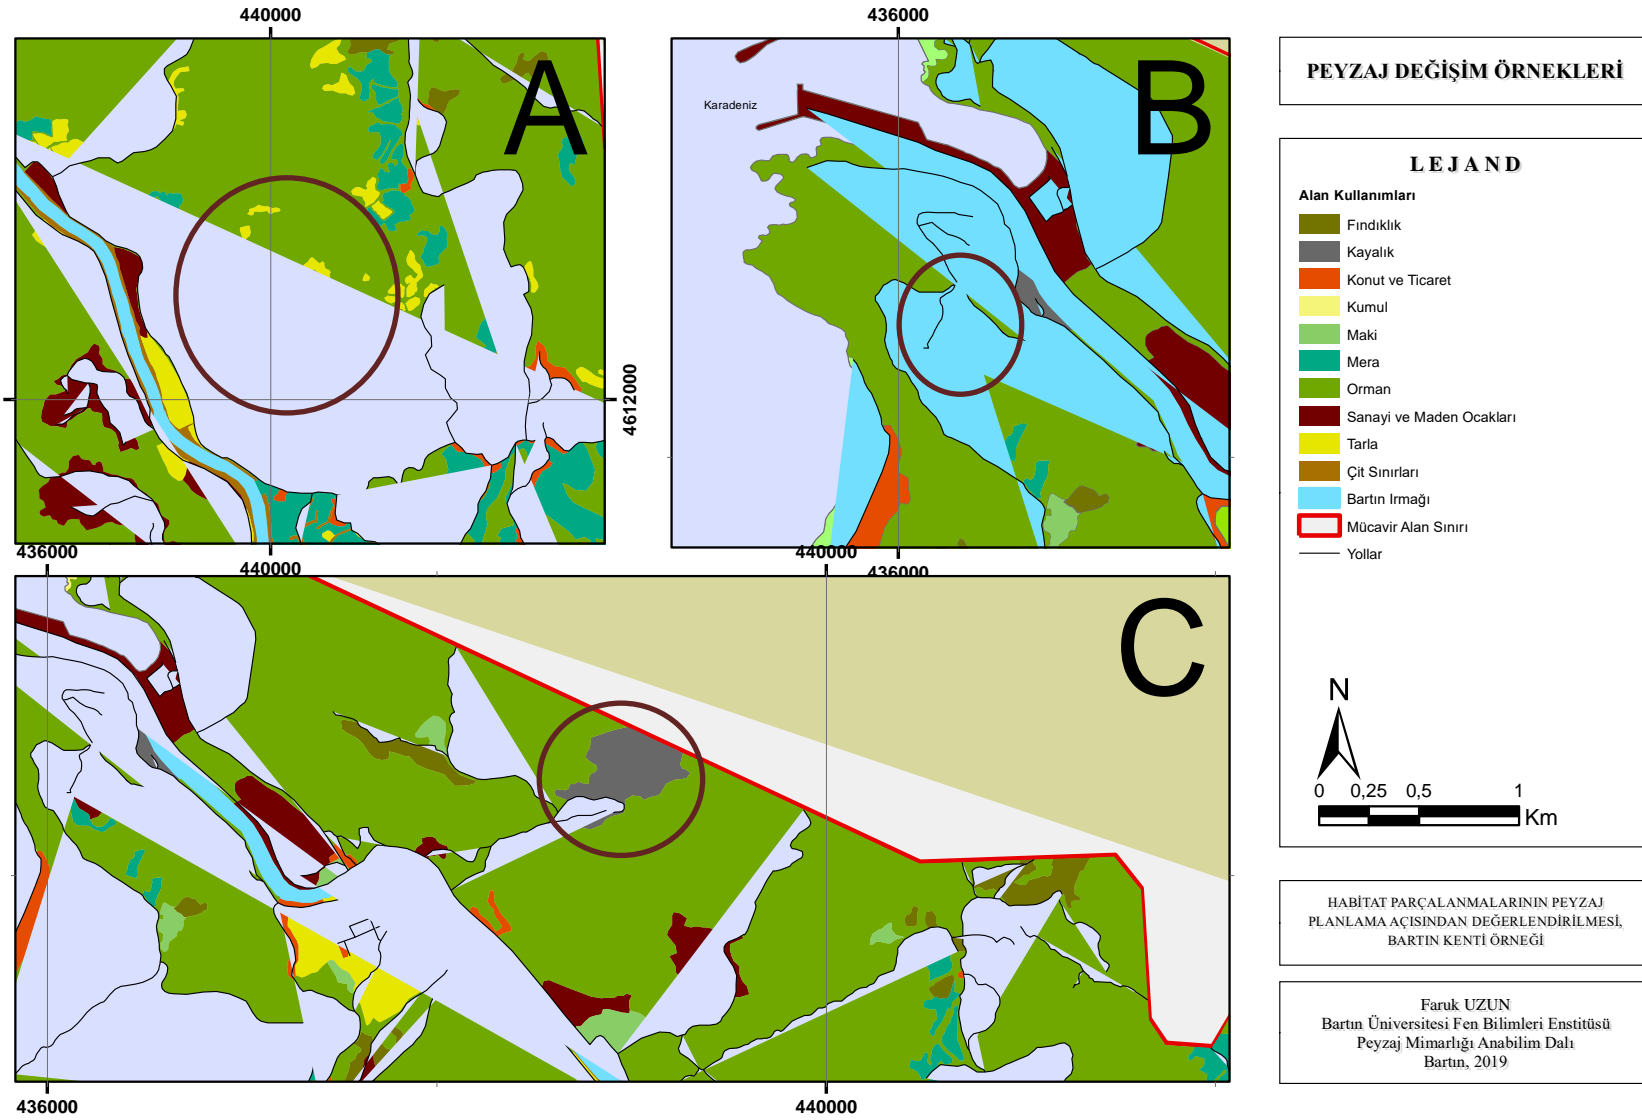 440000
436000
A
B
Karadeniz
4612000
436000
440000
440000
436000
C
436000
440000
PEYZAJ DEĞİŞİM ÖRNEKLERİ
LEJAND
Alan Kullanımları
Fındıklık
Kayalık
Konut ve Ticaret
Kumul
Maki
Mera
Orman
Sanayi ve Maden Ocakları
Tarla
Çit Sınırları
Bartın Irmağı
Mücavir Alan Sınırı
Yollar
N
0 0,25 0,5 1
Km
HABİTAT PARÇALANMALARININ PEYZAJ
PLANLAMA AÇISINDAN DEĞERLENDİRİLMESİ,
BARTIN KENTİ ÖRNEĞİ
Faruk UZUN
Bartın Üniversitesi Fen Bilimleri Enstitüsü
Peyzaj Mimarlığı Anabilim Dalı
Bartın, 2019